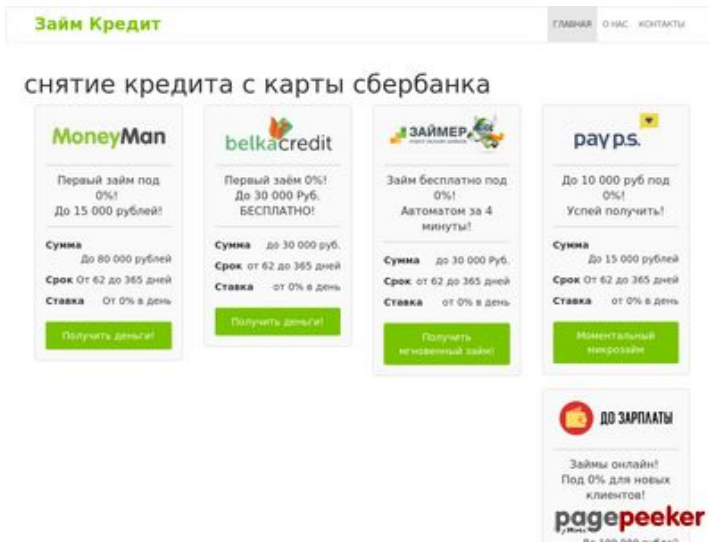 Займ Кредит
ГЛАВНАЯ О НАС КОНТАКТЫ
снятие кредита с карты сбербанка
MoneyMan
Первый займ под
0%!
До 15 000 рублей!
Сумма
До 80 000 рублей
Срок От 62 до 365 дней
Ставка От 0% в день
Получить деньги!
belkacredit
Первый заём 0%!
До 30 000 Руб.
БЕСПЛАТНО!
Сумма до 30 000 руб.
Срок от 62 до 365 дней
Ставка от 0% в день
Получить деньги!
ЗАЙМЕР
Займ бесплатно под
0%!
Автоматом за 4
минуты!
Сумма до 30 000 Руб.
Срок от 62 до 365 дней
Ставка от 0% в день
Получить
мгновенный займ!
pay p.s.
До 10 000 руб под
0%!
Успей получить!
Сумма
До 15 000 рублей
Срок От 62 до 365 дней
Ставка От 0% в день
Моментальный
микрозайм
ДО ЗАРПЛАТЫ
Займы онлайн!
Под 0% для новых
клиентов!
pagepeeker
До 100 000 рублей